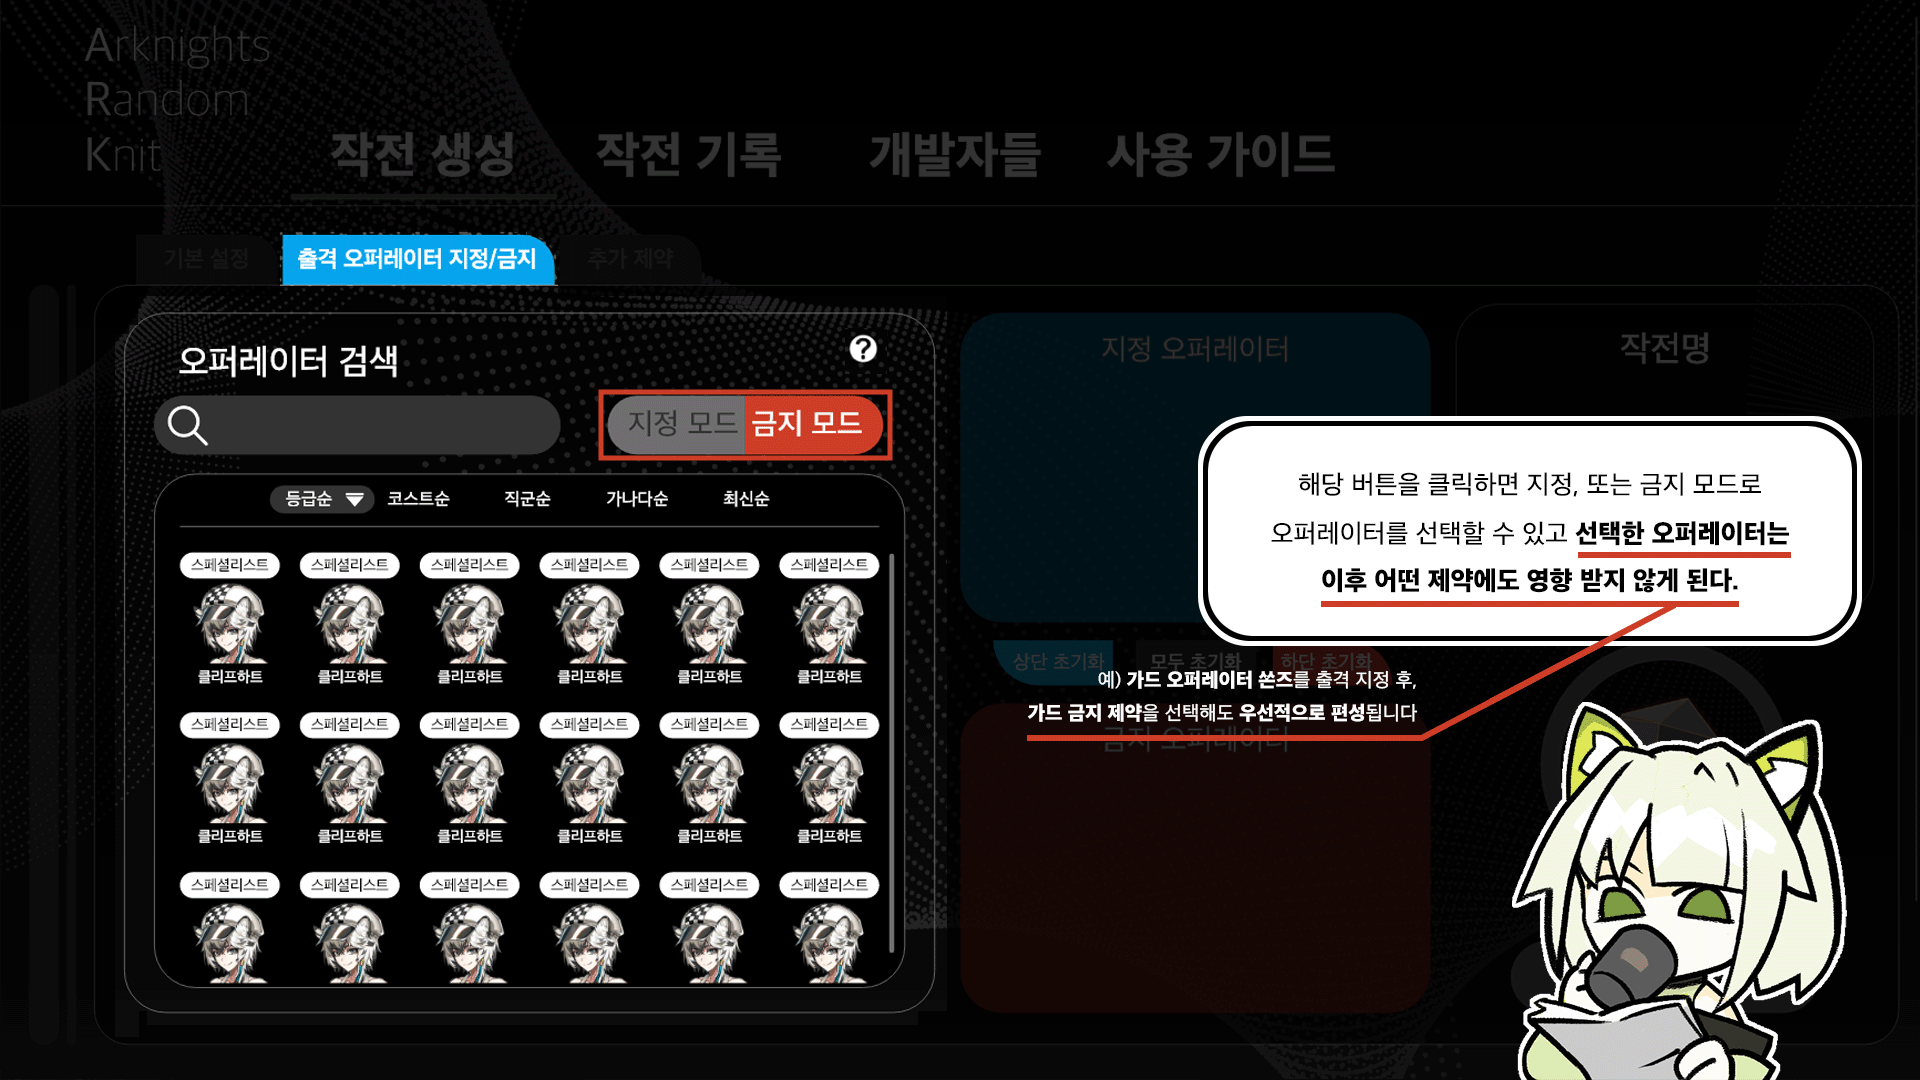 Arknights
Random
Knit
작전 생성
작전 기록
개발자들
사용 가이드
기본 설정
출격 오퍼레이터 지정/금지
추가 제약
오퍼레이터 검색
?
지정 모드
금지 모드
등급순
코스트순
직군순
가나다순
최신순
스페셜리스트 스페셜리스트 스페셜리스트 스페셜리스트 스페셜리스트 스페셜리스트
클리프하트 클리프하트 클리프하트 클리프하트 클리프하트 클리프하트
스페셜리스트 스페셜리스트 스페셜리스트 스페셜리스트 스페셜리스트 스페셜리스트
클리프하트 클리프하트 클리프하트 클리프하트 클리프하트 클리프하트
스페셜리스트 스페셜리스트 스페셜리스트 스페셜리스트 스페셜리스트 스페셜리스트
지정 오퍼레이터
작전명
해당 버튼을 클릭하면 지정, 또는 금지 모드로
오퍼레이터를 선택할 수 있고 선택한 오퍼레이터는
이후 어떤 제약에도 영향 받지 않게 된다.
상단 초기화
모두 초기화
하단 초기화
예) 가드 오퍼레이터 쏜즈를 출격 지정 후,
가드 금지 제약을 선택해도 우선적으로 편성됩니다
금지 오퍼레이터